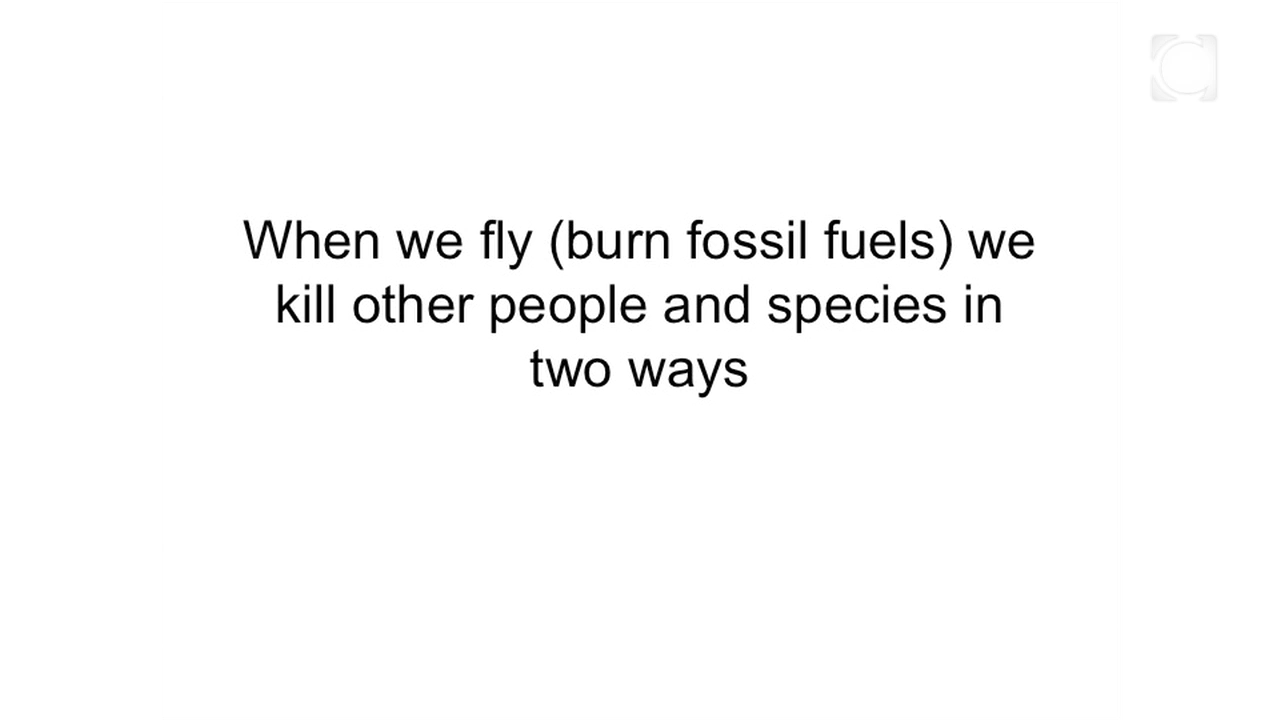 When we fly (burn fossil fuels) we
kill other people and species in
two ways